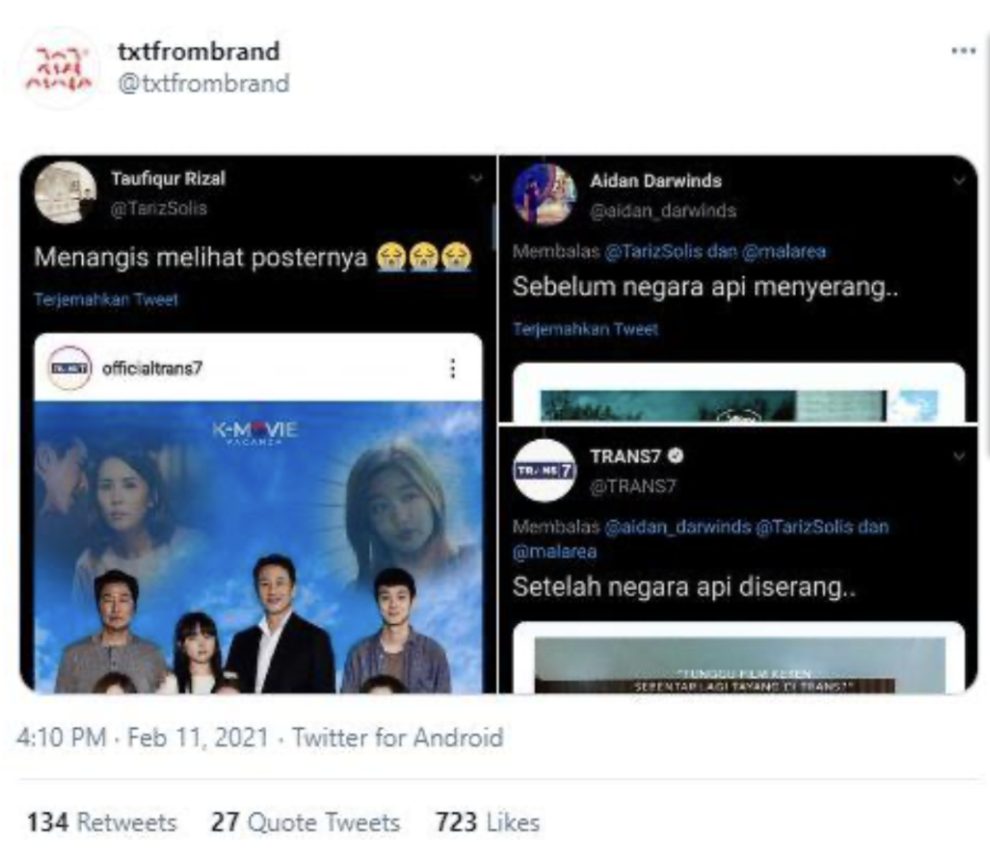 txtfrombrand
@txtfrombrand
Taufiqur Rizal
@TarizSolis
Menangis melihat posternya 😭😭😭
Terjemahkan Tweet
officialtrans7
K-MOVIE
VACANZA
Aidan Darwinds
@aidan_darwinds
Membalas @TarizSolis dan @malarea
Sebelum negara api menyerang..
Terjemahkan Tweet
TRANS7
TRANS7
@TRANS7
Membalas @aidan_darwinds @TarizSolis dan
@malarea
Setelah negara api diserang..
"TUNGGU FILM KEREN
SEBENTAR LAGI TAYANG DI TRANS7"
4:10 PM · Feb 11, 2021 · Twitter for Android
134 Retweets 27 Quote Tweets 723 Likes